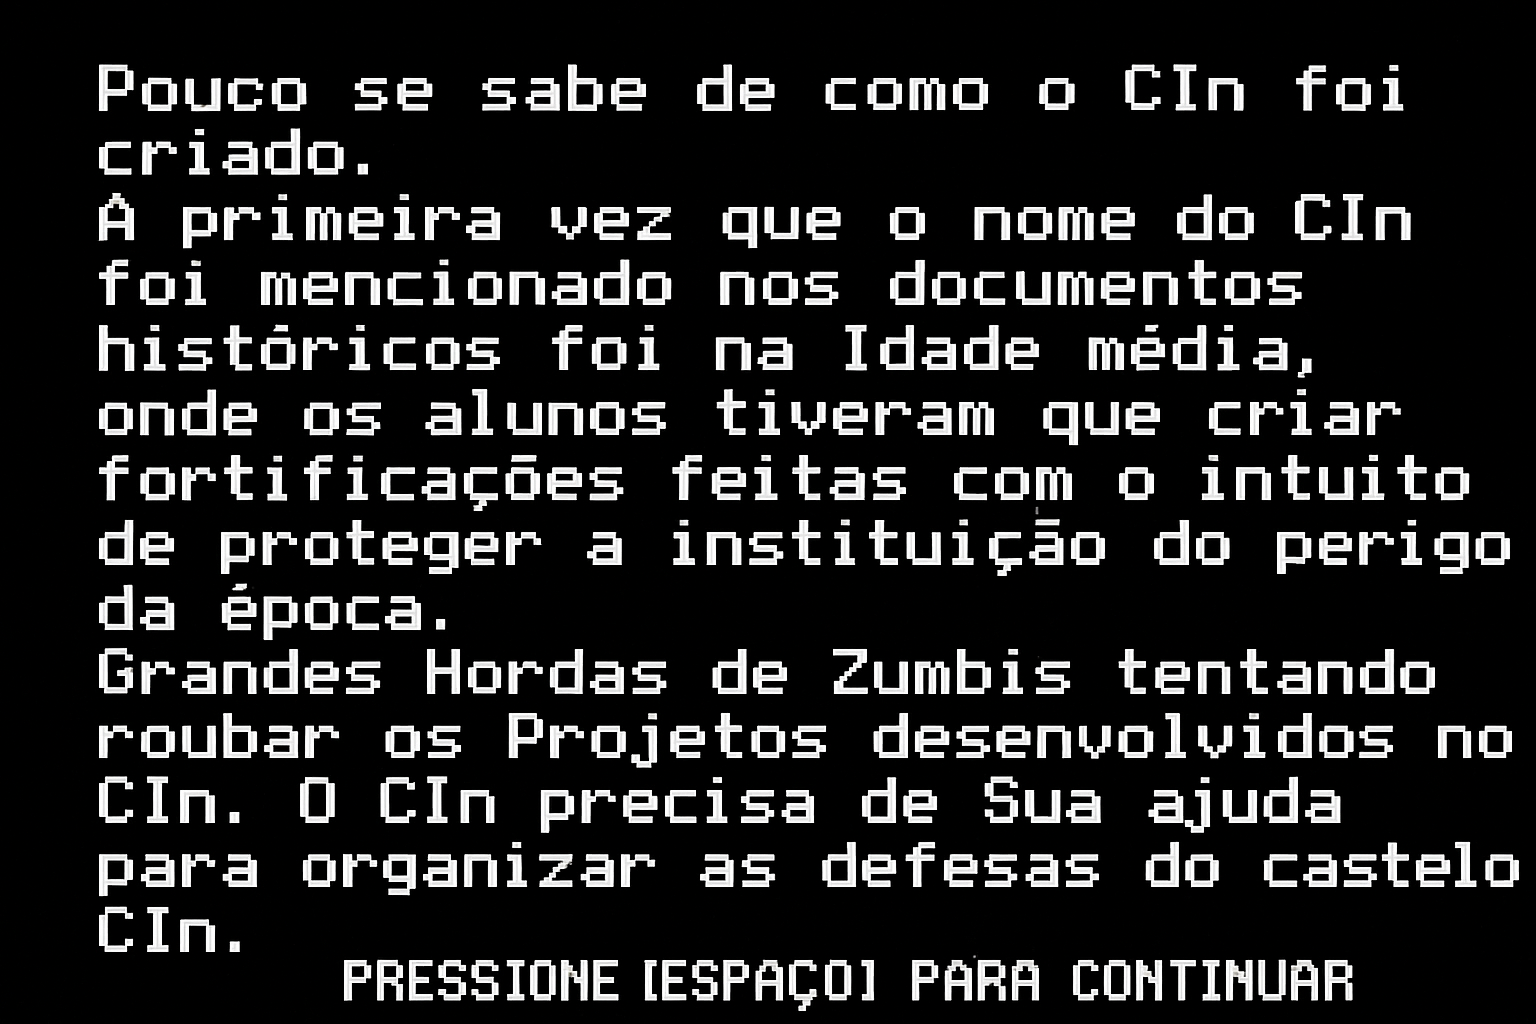 Pouco se sabe de como o CIn foi
criado.
A primeira vez que o nome do CIn
foi mencionado nos documentos
históricos foi na Idade média,
onde os alunos tiveram que criar
fortificações feitas com o intuito
de proteger a instituição do perigo
da época.
Grandes Hordas de Zumbis tentando
roubar os Projetos desenvolvidos no
CIn. O CIn precisa de Sua ajuda
para organizar as defesas do castelo
CIn.
PRESSIONE [ESPAÇO] PARA CONTINUAR